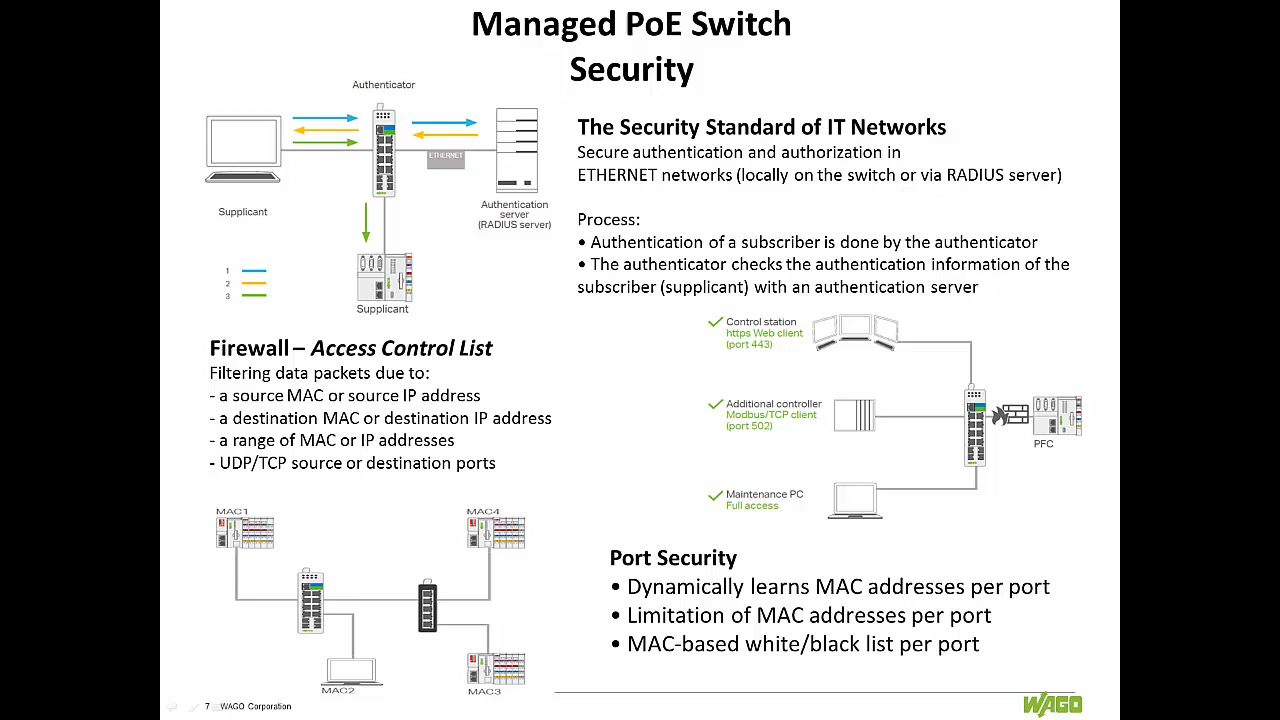 Managed PoE Switch
Security
Authenticator
ETHERNET
Supplicant
Authentication
server
(RADIUS server)
1
2
3
Supplicant
The Security Standard of IT Networks
Secure authentication and authorization in
ETHERNET networks (locally on the switch or via RADIUS server)
Process:
• Authentication of a subscriber is done by the authenticator
• The authenticator checks the authentication information of the
subscriber (supplicant) with an authentication server
Firewall – Access Control List
Filtering data packets due to:
- a source MAC or source IP address
- a destination MAC or destination IP address
- a range of MAC or IP addresses
- UDP/TCP source or destination ports
Control station
https Web client
(port 443)
Additional controller
Modbus/TCP client
(port 502)
PFC
Maintenance PC
Full access
MAC1
MAC4
MAC2
MAC3
Port Security
• Dynamically learns MAC addresses per port
• Limitation of MAC addresses per port
• MAC-based white/black list per port
7 WAGO Corporation
WAGO